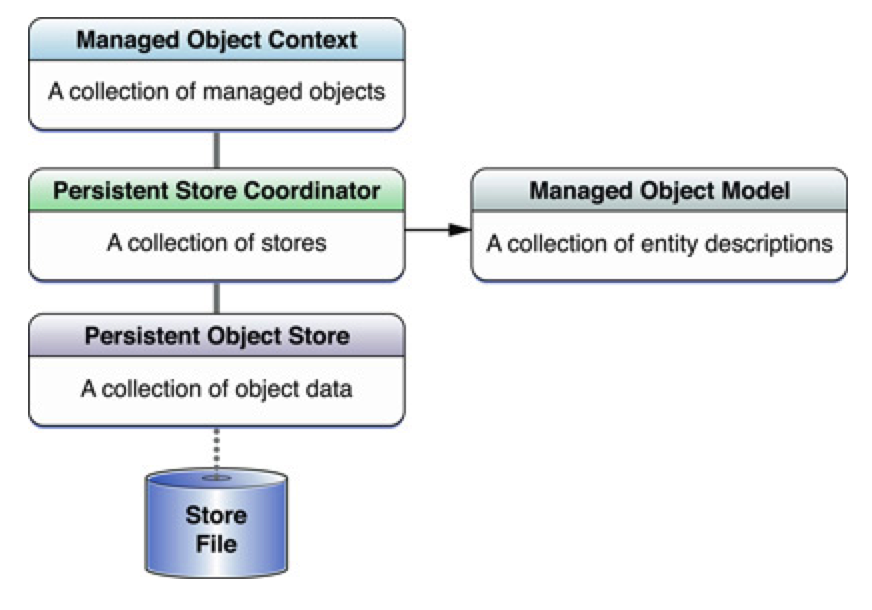 Managed Object Context
A collection of managed objects
Persistent Store Coordinator
A collection of stores
Managed Object Model
A collection of entity descriptions
Persistent Object Store
A collection of object data
Store
File